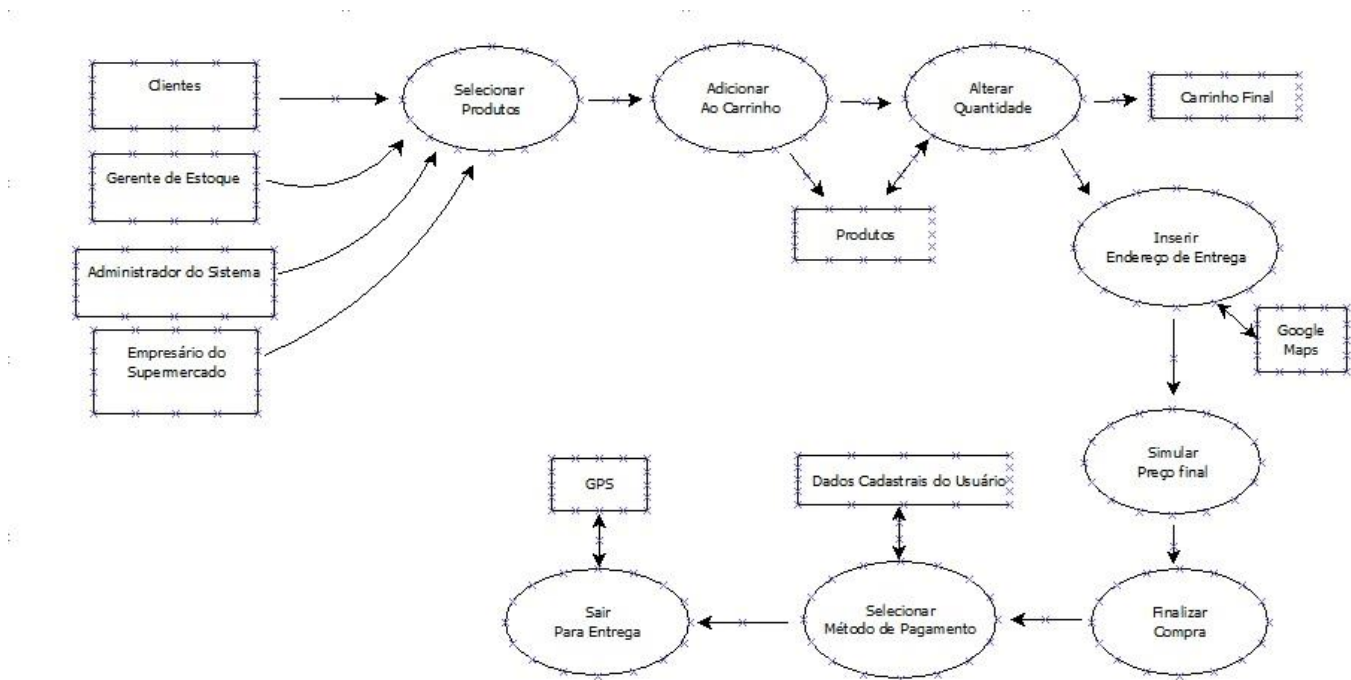 Clientes
Selecionar
Produtos
Adicionar
Ao Carrinho
Alterar
Quantidade
Carrinho Final
Gerente de Estoque
Produtos
Inserir
Endereço de Entrega
Administrador do Sistema
Google
Maps
Empresário do
Supermercado
Simular
Preço final
GPS
Dados Cadastrais do Usuário
Sair
Para Entrega
Selecionar
Método de Pagamento
Finalizar
Compra